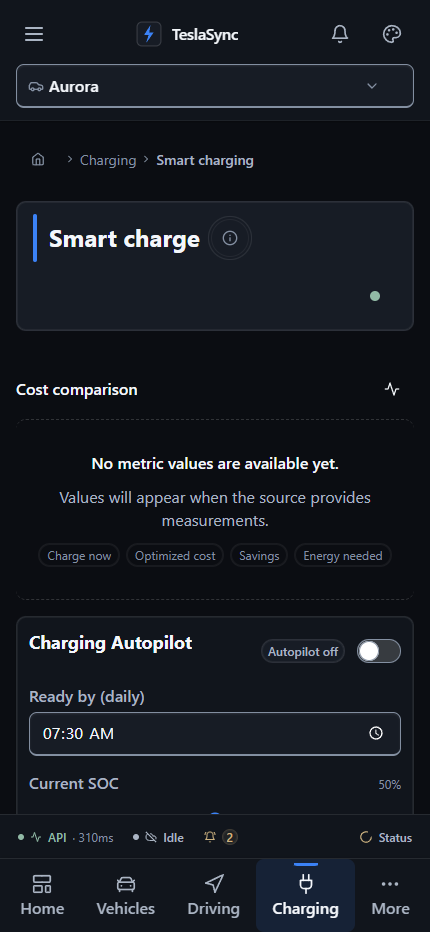 TeslaSync
Aurora
Charging
Smart charging
Smart charge
Cost comparison
No metric values are available yet.
Values will appear when the source provides
measurements.
Charge now
Optimized cost
Savings
Energy needed
Charging Autopilot
Autopilot off
Ready by (daily)
07:30 AM
Current SOC
50%
API · 310ms
Idle
2
Status
Home
Vehicles
Driving
Charging
More